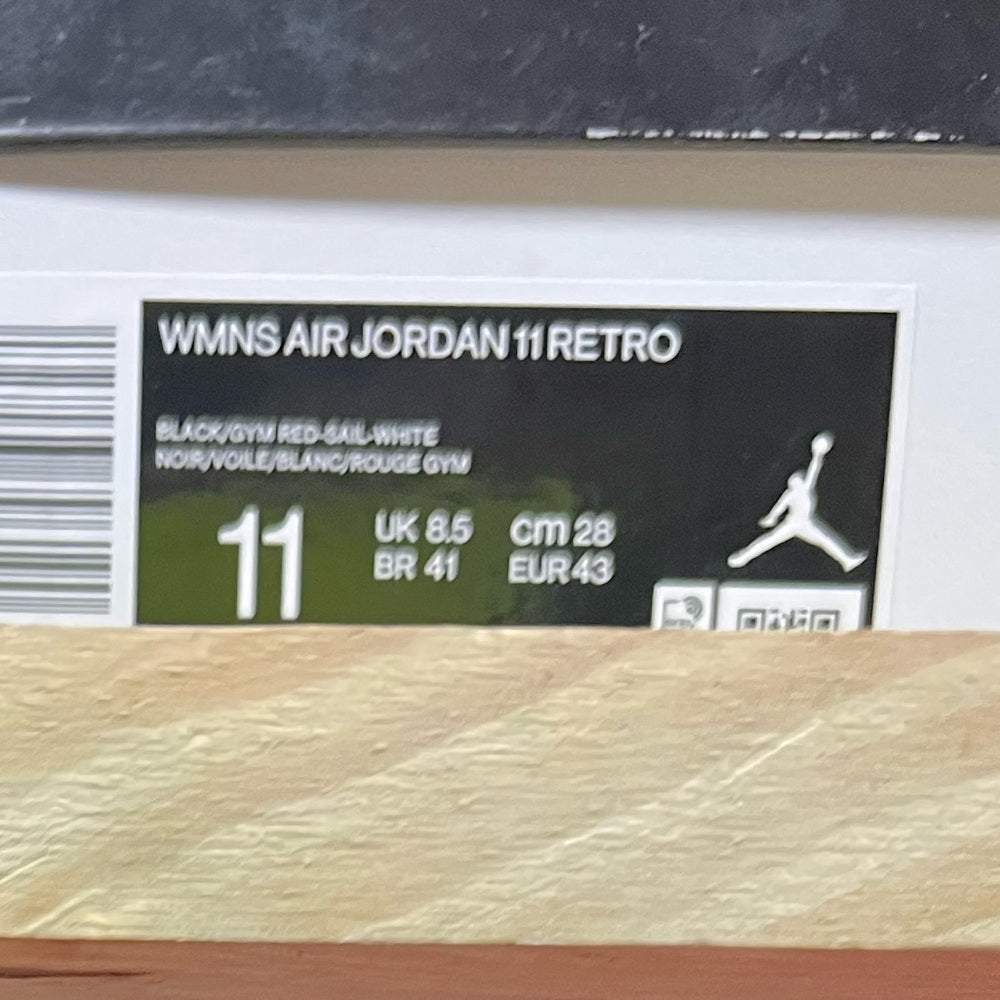 WMNS AIR JORDAN 11 RETRO
BLACK/GYM RED-SAIL-WHITE
NOIR/VOILE/BLANC/ROUGE GYM
11
UK 8.5 cm 28
BR 41 EUR 43